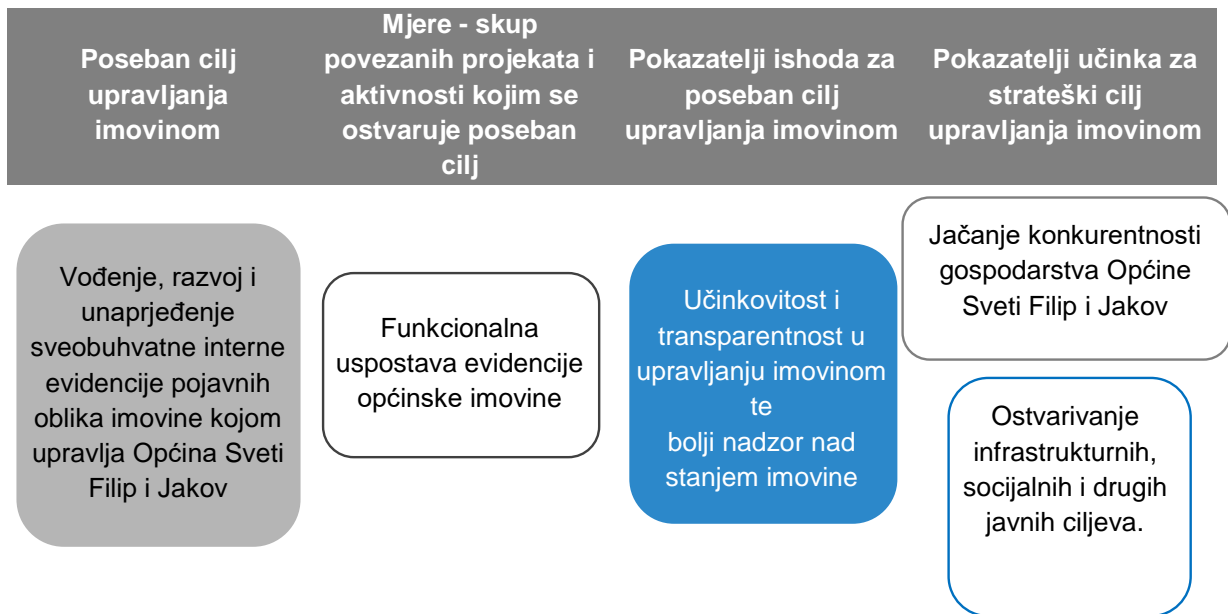 Poseban cilj
upravljanja
imovinom
Mjere - skup
povezanih projekata i
aktivnosti kojim se
ostvaruje poseban
cilj
Pokazatelji ishoda za
poseban cilj
upravljanja imovinom
Pokazatelji učinka za
strateški cilj
upravljanja imovinom
Vođenje, razvoj i
unaprjeđenje
sveobuhvatne interne
evidencije pojavnih
oblika imovine kojom
upravlja Općina Sveti
Filip i Jakov
Funkcionalna
uspostava evidencije
općinske imovine
Učinkovitost i
transparentnost u
upravljanju imovinom
te
bolji nadzor nad
stanjem imovine
Jačanje konkurentnosti
gospodarstva Općine
Sveti Filip i Jakov
Ostvarivanje
infrastrukturnih,
socijalnih i drugih
javnih ciljeva.